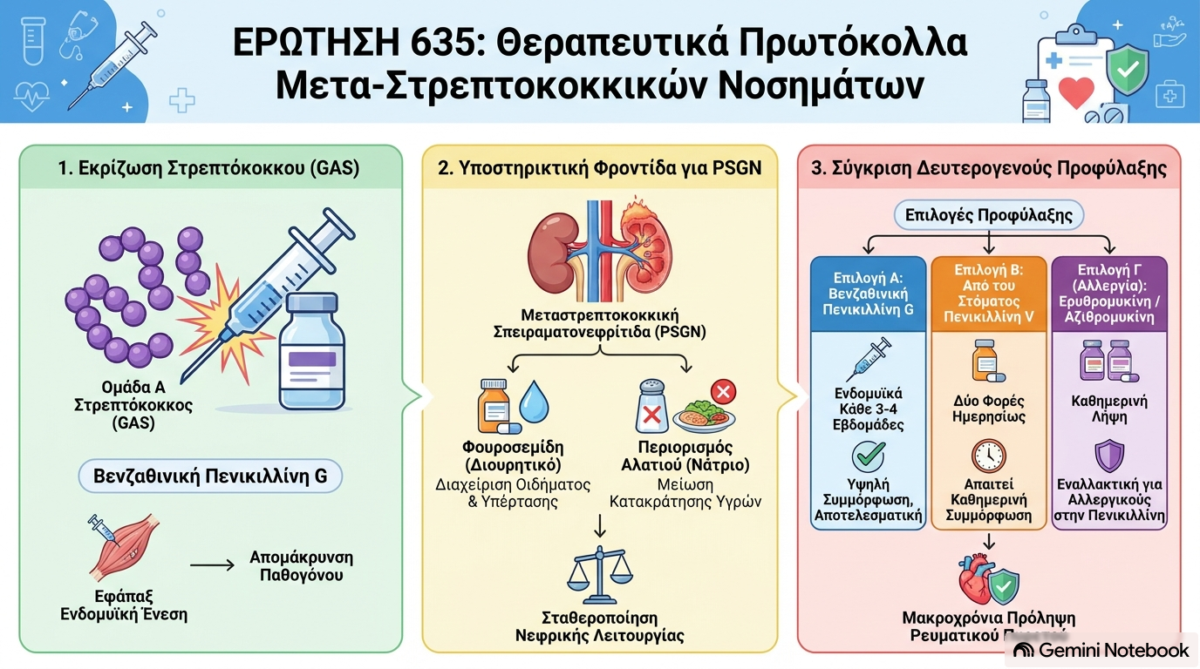 ΕΡΩΤΗΣΗ 635: Θεραπευτικά Πρωτόκολλα
Μετα-Στρεπτοκοκκικών Νοσημάτων
1. Εκρίζωση Στρεπτόκοκκου (GAS)
Ομάδα Α
Στρεπτόκοκκος
(GAS)
Βενζαθινική Πενικιλλίνη G
Εφάπαξ
Ενδομυϊκή Ένεση
Απομάκρυνση
Παθογόνου
2. Υποστηρικτική Φροντίδα για PSGN
Μεταστρεπτοκοκκική
Σπειραματονεφρίτιδα (PSGN)
Φουροσεμίδη
(Διουρητικό)
Διαχείριση Οιδήματος
& Υπέρτασης
Περιορισμός
Αλατιού (Νάτριο)
Μείωση
Κατακράτησης Υγρών
Σταθεροποίηση
Νεφρικής Λειτουργίας
3. Σύγκριση Δευτερογενούς Προφύλαξης
Επιλογές Προφύλαξης
Επιλογή Α:
Βενζαθινική
Πενικιλλίνη G
Ενδομυϊκά
Κάθε 3-4
Εβδομάδες
Υψηλή
Συμμόρφωση,
Αποτελεσματική
Επιλογή Β:
Από του
Στόματος
Πενικιλλίνη V
Δύο Φορές
Ημερησίως
Απαιτεί
Καθημερινή
Συμμόρφωση
Επιλογή Γ
(Αλλεργία):
Ερυθρομυκίνη /
Αζιθρομυκίνη
Καθημερινή
Λήψη
Εναλλακτική για
Αλλεργικούς
στην Πενικιλλίνη
Μακροχρόνια Πρόληψη
Ρευματικού
Gemini Notebook